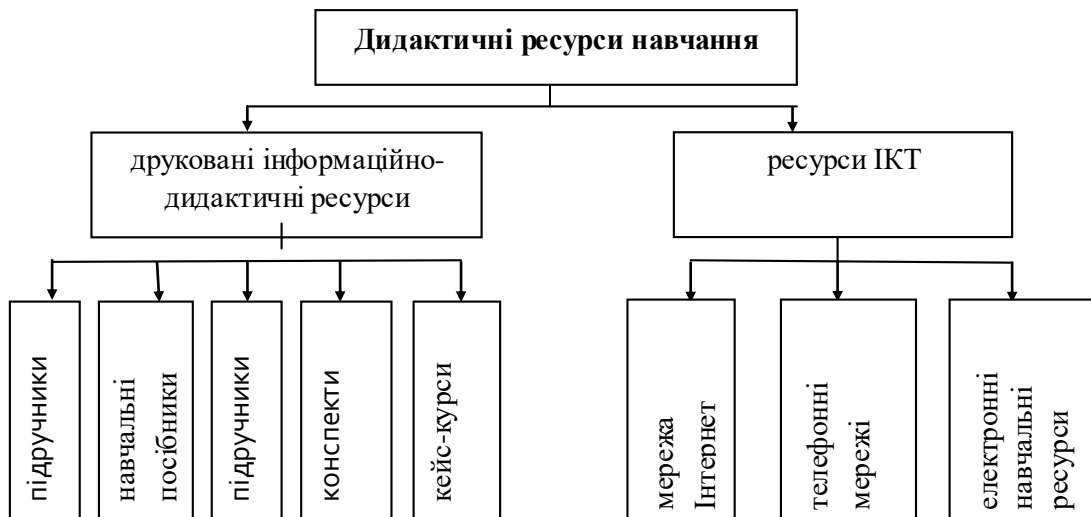 Дидактичні ресурси навчання
друковані інформаційно-
дидактичні ресурси
ресурси ІКТ
підручники
навчальні
посібники
підручники
конспекти
кейс-курси
мережа
Інтернет
телефонні
мережі
електронні
навчальні
ресурси